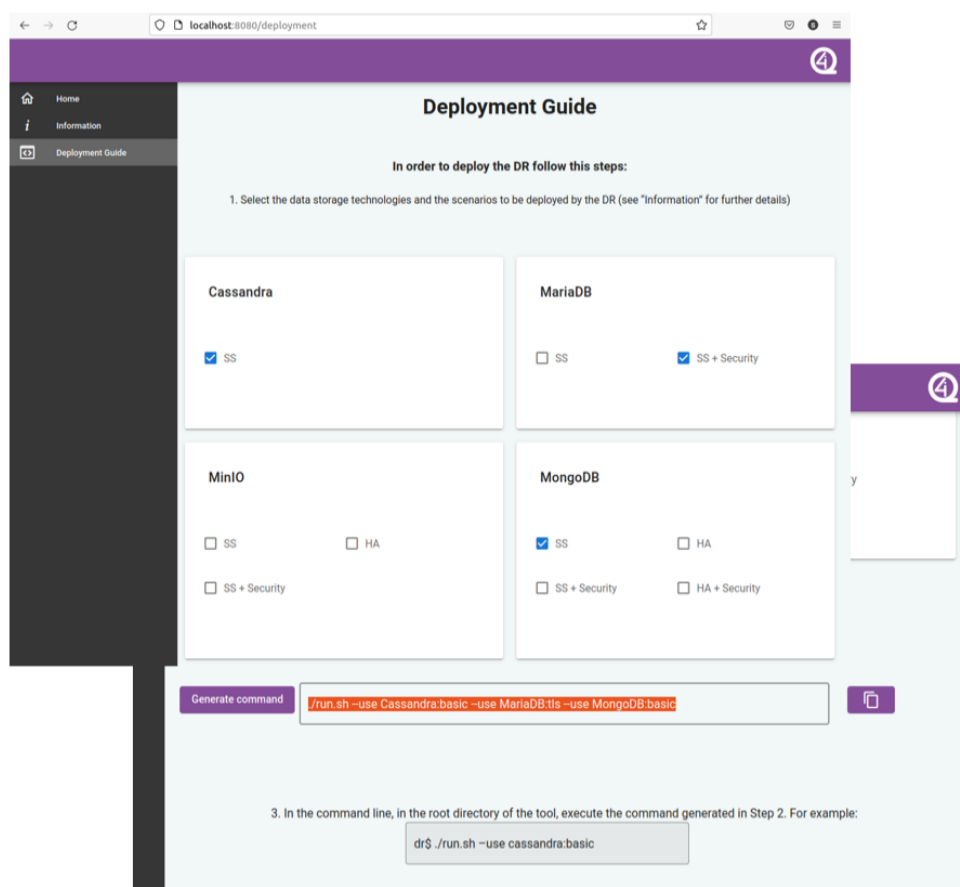 localhost:8080/deployment
Home
Information
Deployment Guide
Deployment Guide
In order to deploy the DR follow this steps:
1. Select the data storage technologies and the scenarios to be deployed by the DR (see "Information" for further details)
Cassandra
SS
MariaDB
SS
SS + Security
MinIO
SS
HA
SS + Security
MongoDB
SS
HA
SS + Security
HA + Security
y
Generate command
./run.sh –use Cassandra:basic –use MariaDB:tls –use MongoDB:basic
3. In the command line, in the root directory of the tool, execute the command generated in Step 2. For example:
dr$ ./run.sh –use cassandra:basic